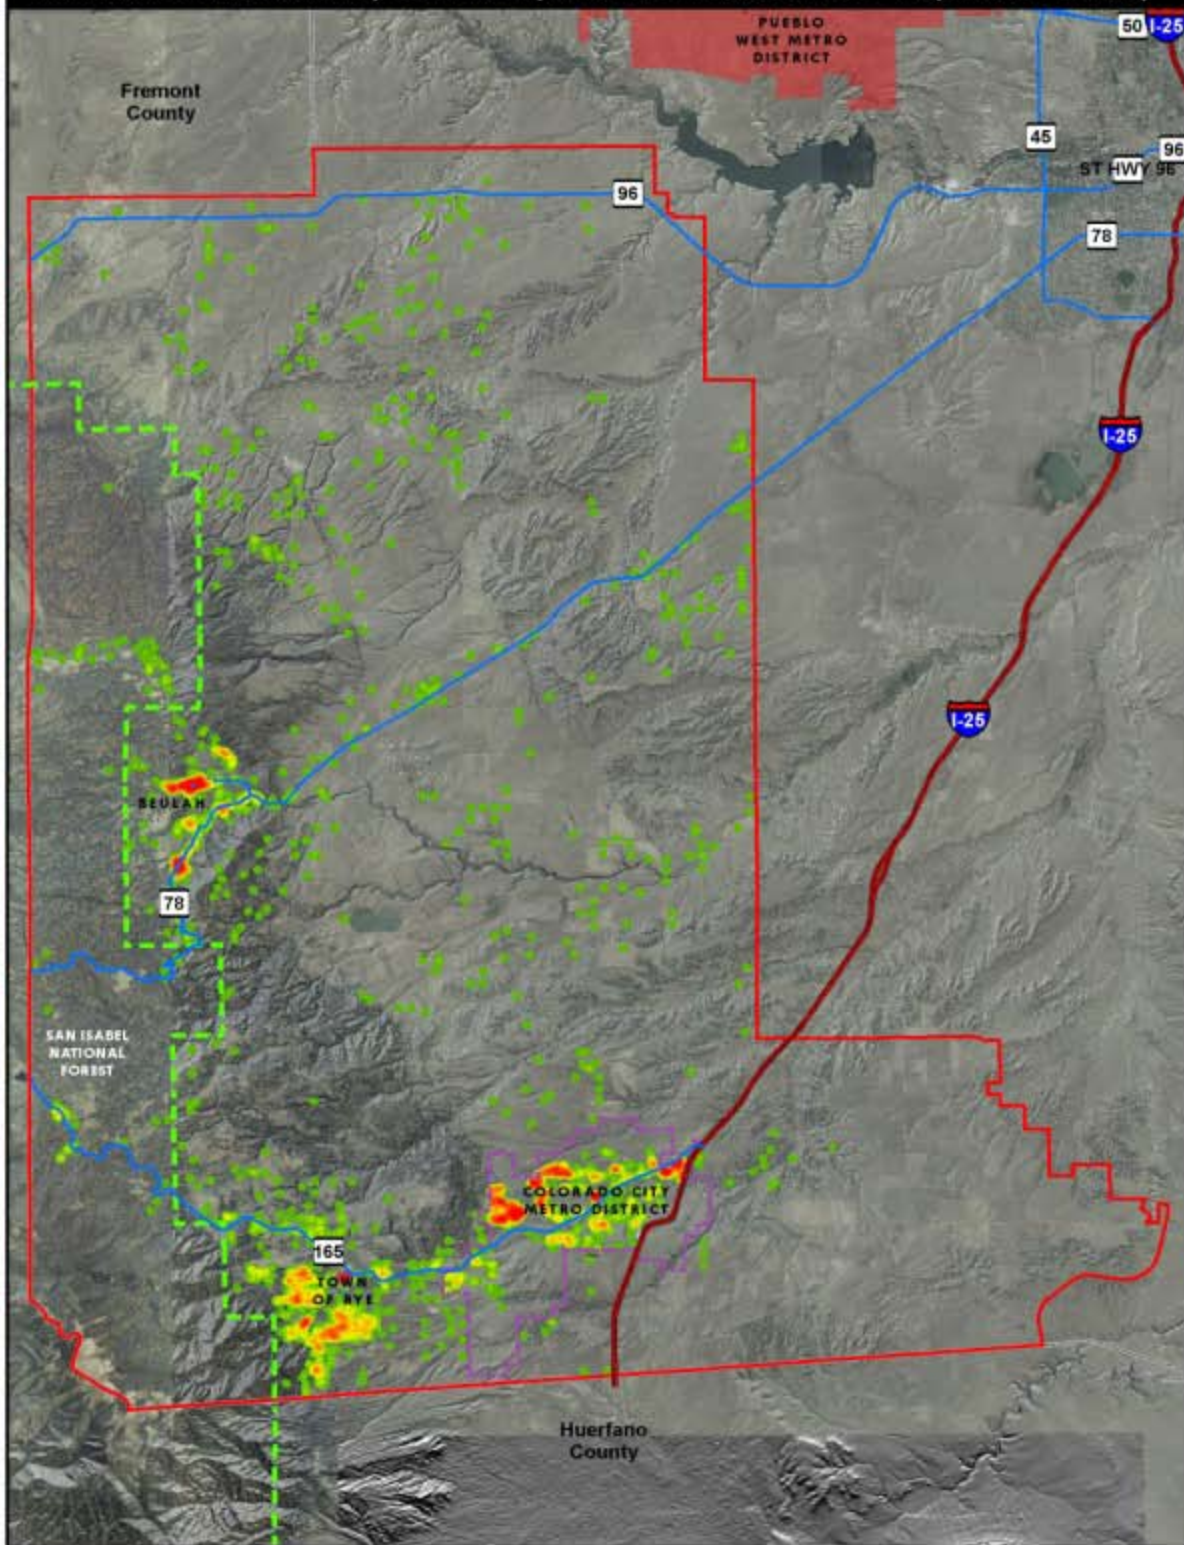 PUEBLO
WEST METRO
DISTRICT
50
I-25
Fremont
County
45
96
ST HWY 96
96
78
I-25
I-25
BEULAH
78
SAN ISABEL
NATIONAL
FOREST
COLORADO CITY
METRO DISTRICT
165
TOWN
OF RYE
Huerfano
County